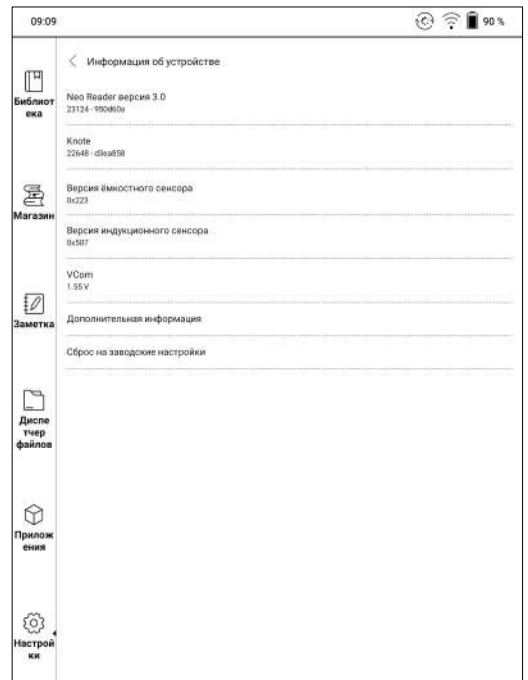 09:09
90 %
Информация об устройстве
Neo Reader версия 3.0
23124 - 950d60a
Knote
22648 - d3ea858
Версия ёмкостного сенсора
0x223
Версия индукционного сенсора
0x507
VCom
1.55 V
Дополнительная информация
Сброс на заводские настройки
Библиот
ека
Магазин
Заметка
Диспе
тчер
файлов
Прилож
ения
Настрой
ки